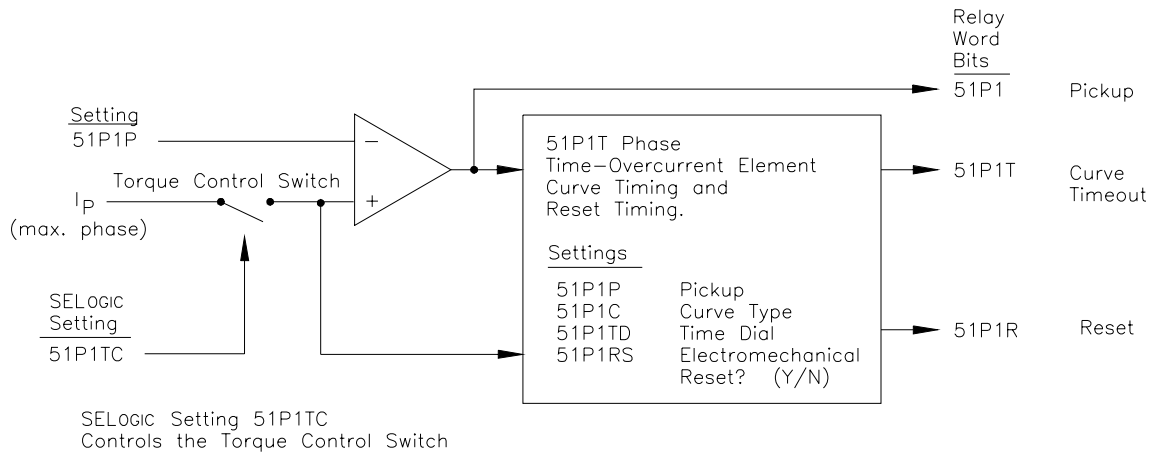 Relay
Word
Bits
51P1 Pickup
Setting
51P1P
−
51P1T Phase
Time−Overcurrent Element
Curve Timing and
Reset Timing.
51P1T Curve
Timeout
Torque Control Switch
IP
(max. phase)
+
Settings
51P1P Pickup
51P1C Curve Type
51P1TD Time Dial
51P1RS Electromechanical
Reset? (Y/N)
51P1R Reset
SELOGIC
Setting
51P1TC
SELOGIC Setting 51P1TC
Controls the Torque Control Switch